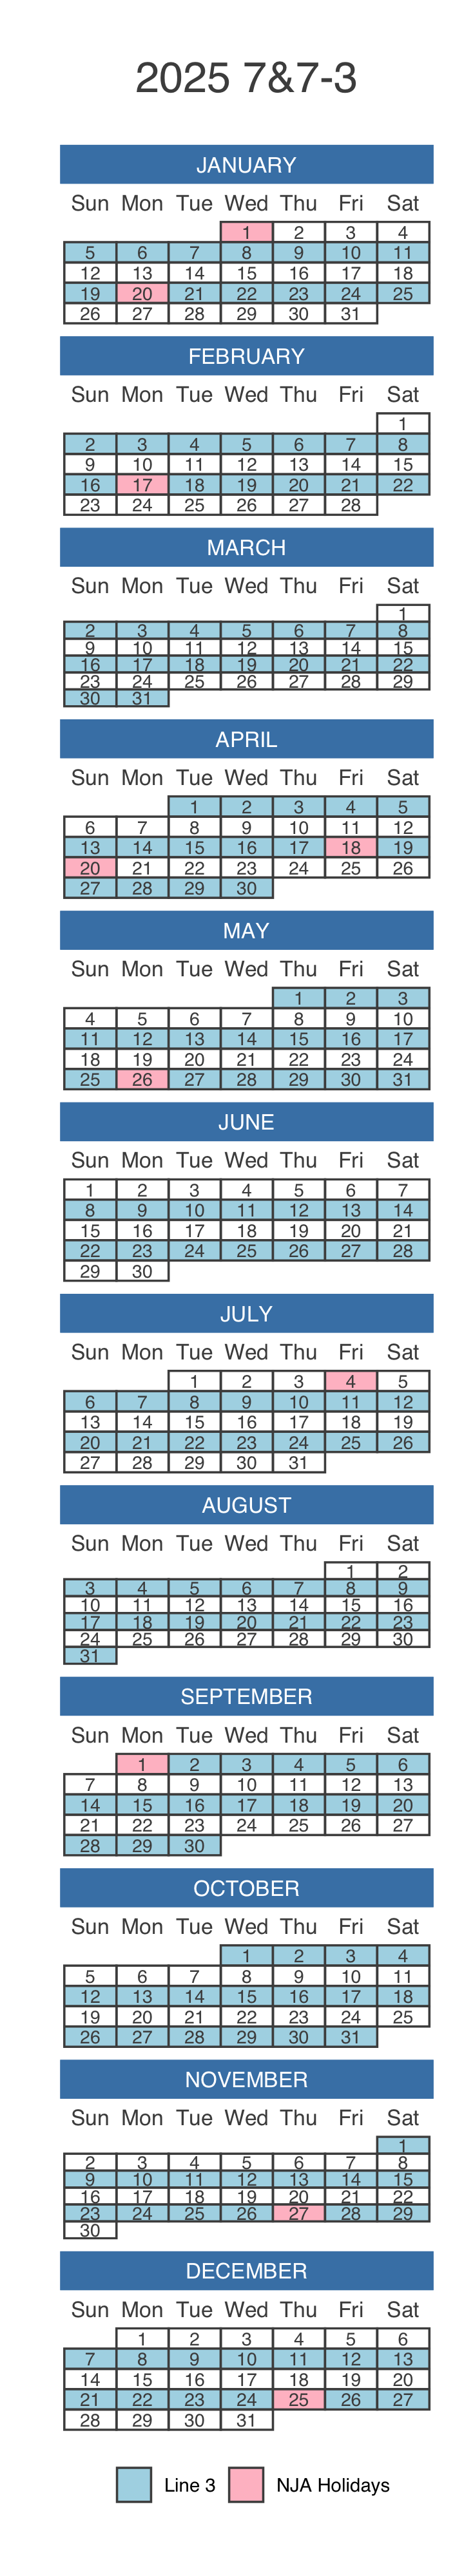 2025 7&7-3
JANUARY
Sun Mon Tue Wed Thu Fri Sat
1 2 3 4
5 6 7 8 9 10 11
12 13 14 15 16 17 18
19 20 21 22 23 24 25
26 27 28 29 30 31
FEBRUARY
Sun Mon Tue Wed Thu Fri Sat
1
2 3 4 5 6 7 8
9 10 11 12 13 14 15
16 17 18 19 20 21 22
23 24 25 26 27 28
MARCH
Sun Mon Tue Wed Thu Fri Sat
1
2 3 4 5 6 7 8
9 10 11 12 13 14 15
16 17 18 19 20 21 22
23 24 25 26 27 28 29
30 31
APRIL
Sun Mon Tue Wed Thu Fri Sat
1 2 3 4 5
6 7 8 9 10 11 12
13 14 15 16 17 18 19
20 21 22 23 24 25 26
27 28 29 30
MAY
Sun Mon Tue Wed Thu Fri Sat
1 2 3
4 5 6 7 8 9 10
11 12 13 14 15 16 17
18 19 20 21 22 23 24
25 26 27 28 29 30 31
JUNE
Sun Mon Tue Wed Thu Fri Sat
1 2 3 4 5 6 7
8 9 10 11 12 13 14
15 16 17 18 19 20 21
22 23 24 25 26 27 28
29 30
JULY
Sun Mon Tue Wed Thu Fri Sat
1 2 3 4 5
6 7 8 9 10 11 12
13 14 15 16 17 18 19
20 21 22 23 24 25 26
27 28 29 30 31
AUGUST
Sun Mon Tue Wed Thu Fri Sat
1 2
3 4 5 6 7 8 9
10 11 12 13 14 15 16
17 18 19 20 21 22 23
24 25 26 27 28 29 30
31
SEPTEMBER
Sun Mon Tue Wed Thu Fri Sat
1 2 3 4 5 6
7 8 9 10 11 12 13
14 15 16 17 18 19 20
21 22 23 24 25 26 27
28 29 30
OCTOBER
Sun Mon Tue Wed Thu Fri Sat
1 2 3 4
5 6 7 8 9 10 11
12 13 14 15 16 17 18
19 20 21 22 23 24 25
26 27 28 29 30 31
NOVEMBER
Sun Mon Tue Wed Thu Fri Sat
1
2 3 4 5 6 7 8
9 10 11 12 13 14 15
16 17 18 19 20 21 22
23 24 25 26 27 28 29
30
DECEMBER
Sun Mon Tue Wed Thu Fri Sat
1 2 3 4 5 6
7 8 9 10 11 12 13
14 15 16 17 18 19 20
21 22 23 24 25 26 27
28 29 30 31
Line 3 NJA Holidays